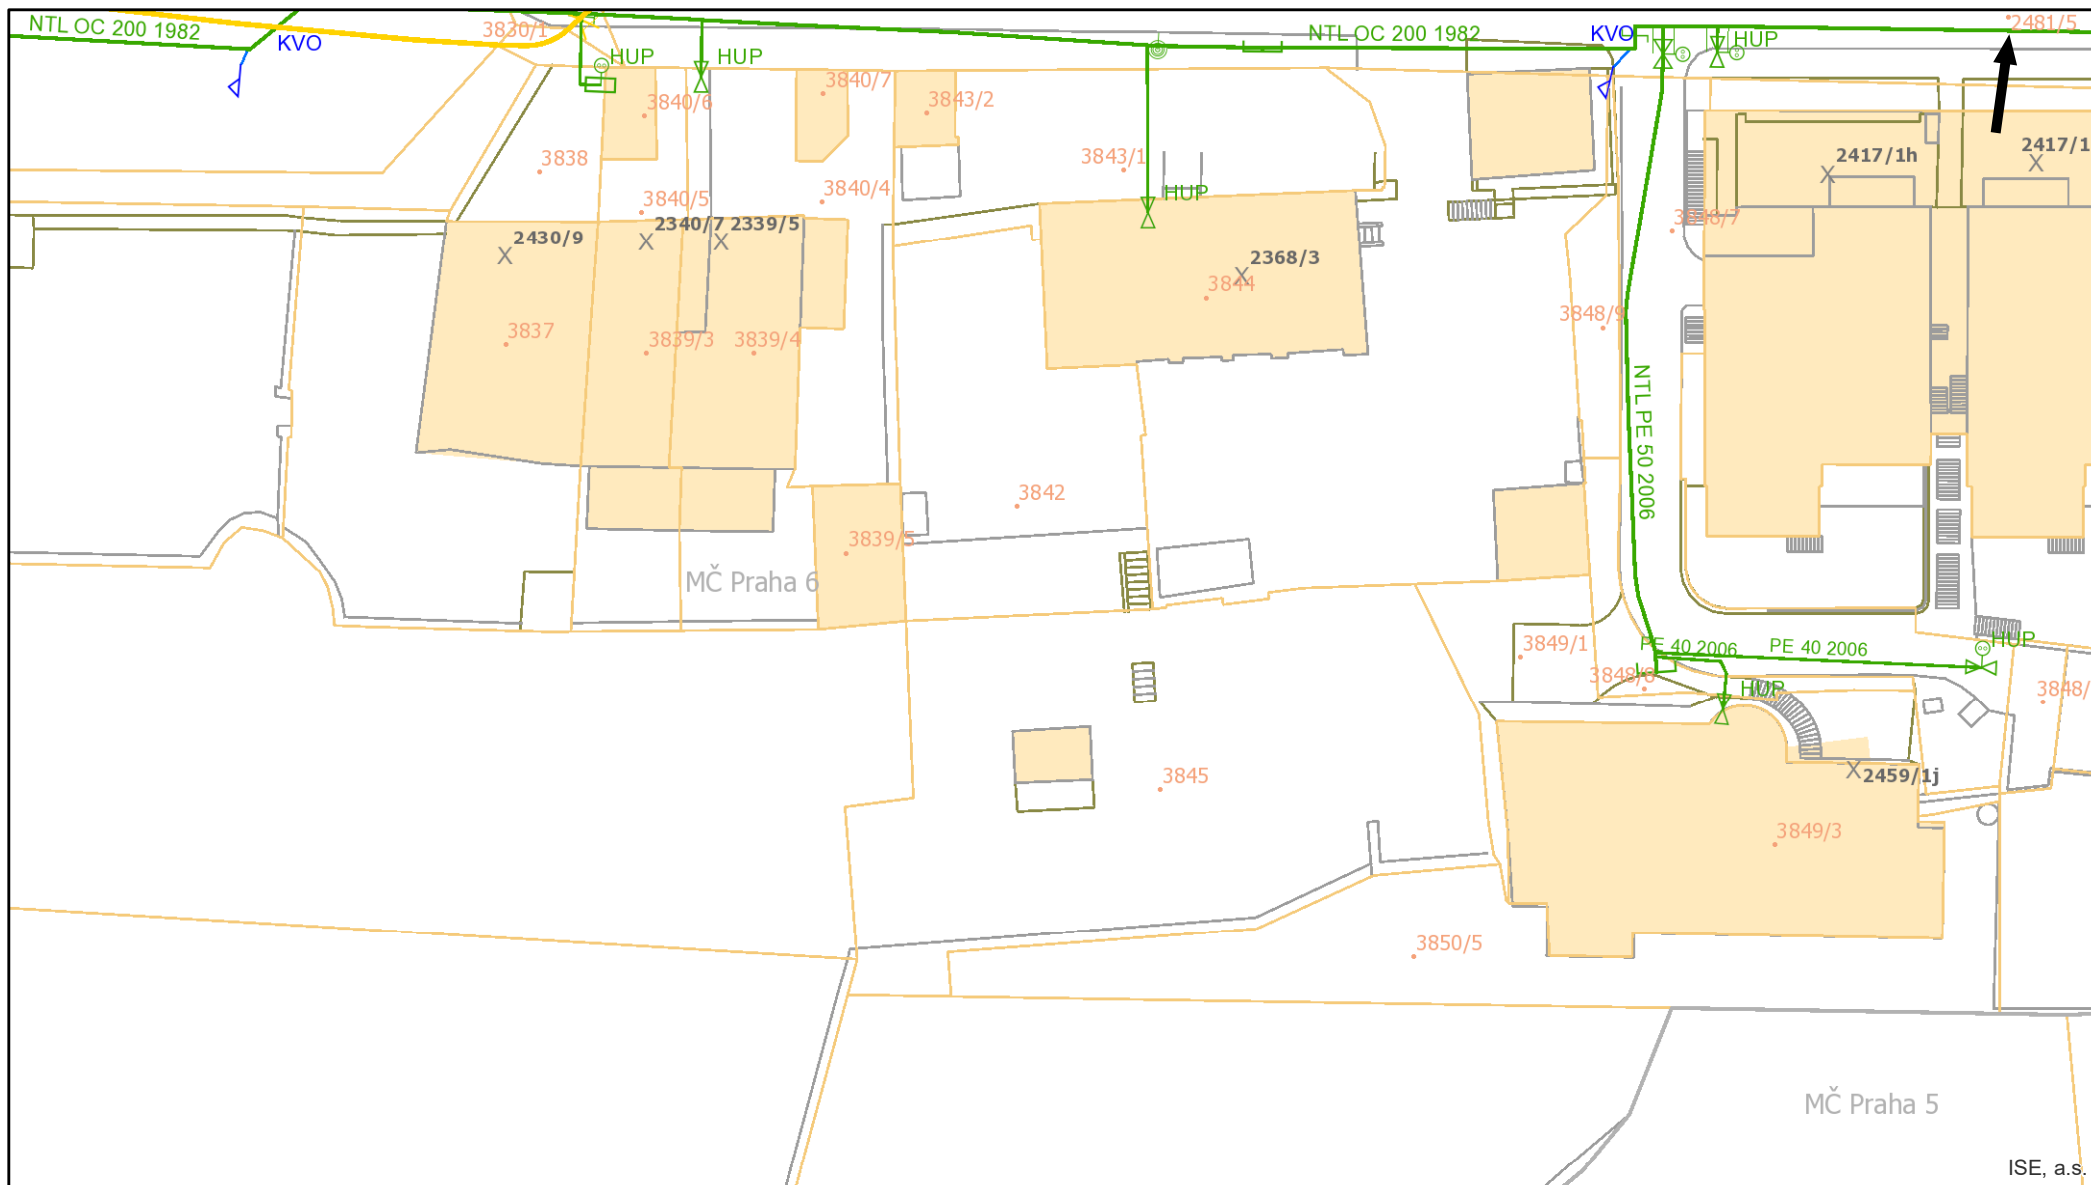 NTL OC 200 1982
KVO
3830/1
HUP
HUP
NTL OC 200 1982
KVO
HUP
2481/5
3840/6
3840/7
3843/2
3838
3843/1
2417/1h
2417/1
3840/5
3840/4
HUP
3848/7
2430/9
2340/7
2339/5
2368/3
3844
3848/9
3837
3839/3
3839/4
NTL PE 50 2006
3842
3839/5
MČ Praha 6
3849/1
PE 40 2006
PE 40 2006
HUP
3848/8
HUP
3848/
3845
2459/1j
3849/3
3850/5
MČ Praha 5
ISE, a.s.